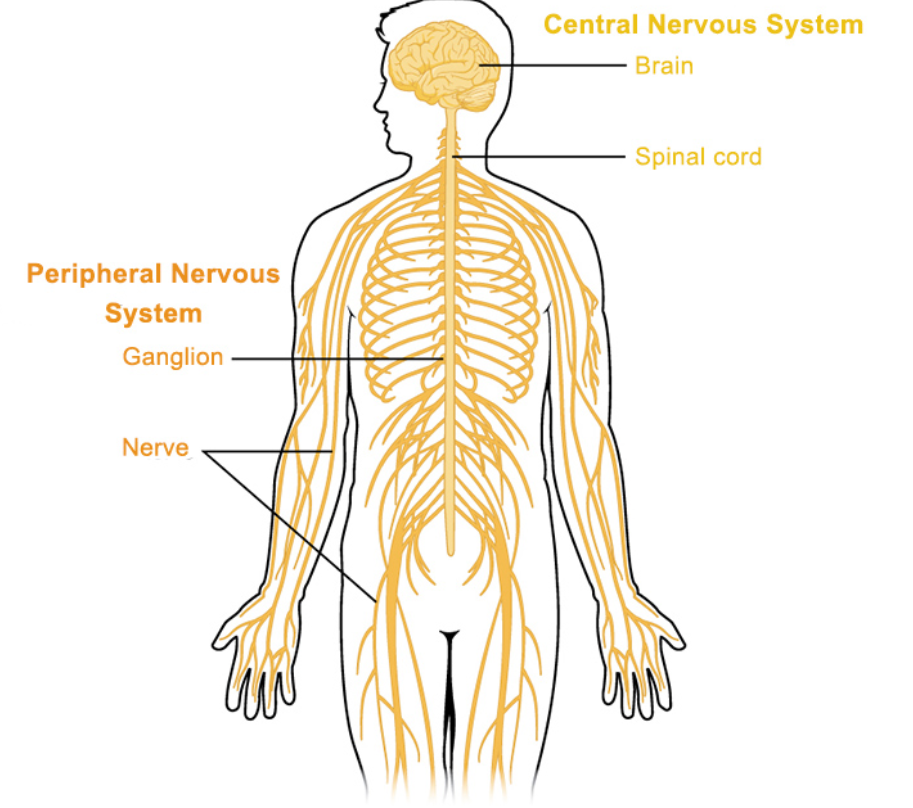 Central Nervous System
Brain
Spinal cord
Peripheral Nervous
System
Ganglion
Nerve